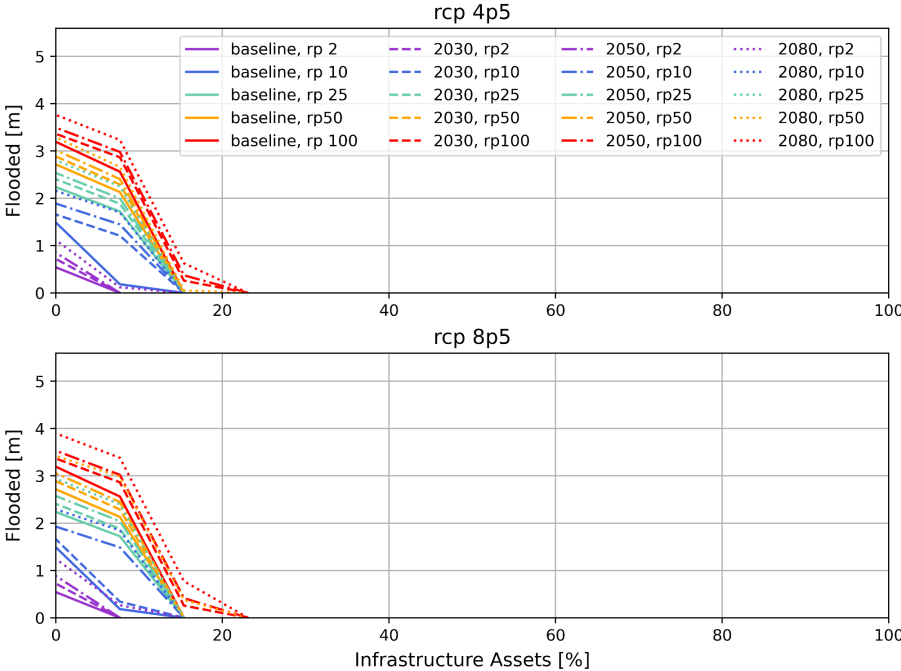 rcp 4p5
Flooded [m]
5
4
3
2
1
0
baseline, rp 2 2030, rp2 2050, rp2 2080, rp2
baseline, rp 10 2030, rp10 2050, rp10 2080, rp10
baseline, rp 25 2030, rp25 2050, rp25 2080, rp25
baseline, rp50 2030, rp50 2050, rp50 2080, rp50
baseline, rp 100 2030, rp100 2050, rp100 2080, rp100
0 20 40 60 80 100
rcp 8p5
Flooded [m]
5
4
3
2
1
0
0 20 40 60 80 100
Infrastructure Assets [%]